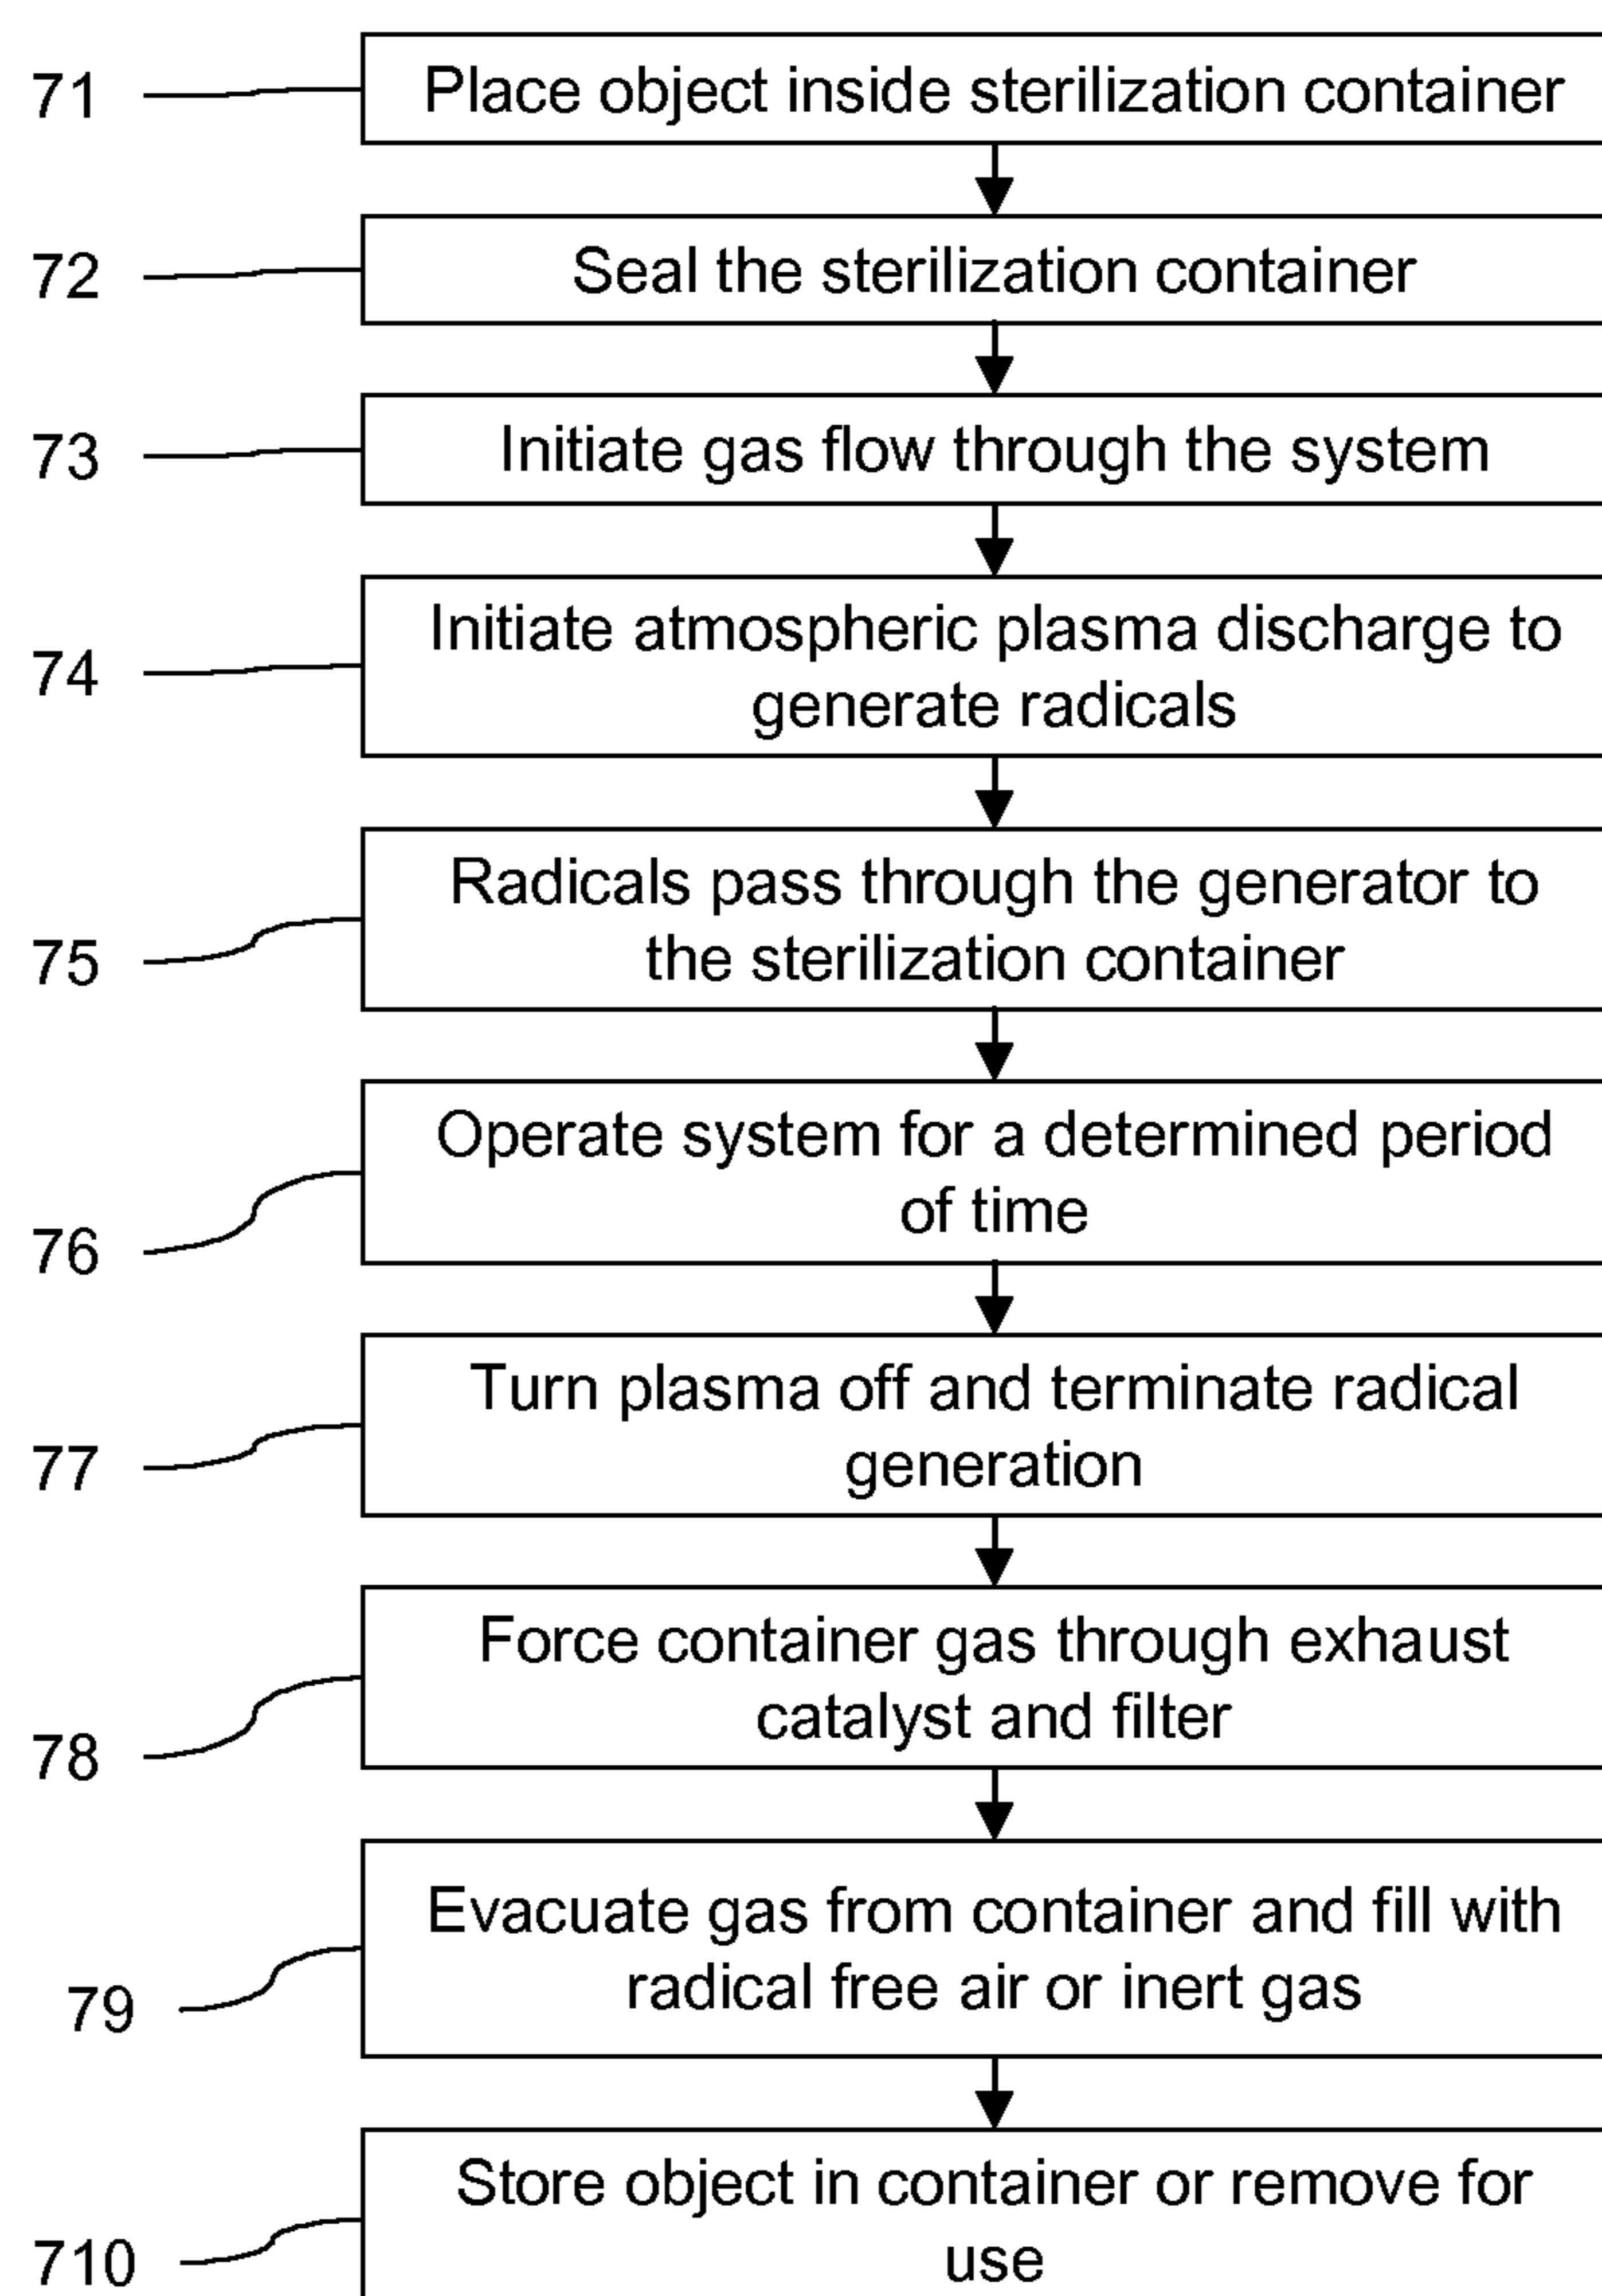 71 Place object inside sterilization container
72 Seal the sterilization container
73 Initiate gas flow through the system
74 Initiate atmospheric plasma discharge to
generate radicals
75 Radicals pass through the generator to
the sterilization container
76 Operate system for a determined period
of time
77 Turn plasma off and terminate radical
generation
78 Force container gas through exhaust
catalyst and filter
79 Evacuate gas from container and fill with
radical free air or inert gas
710 Store object in container or remove for
use